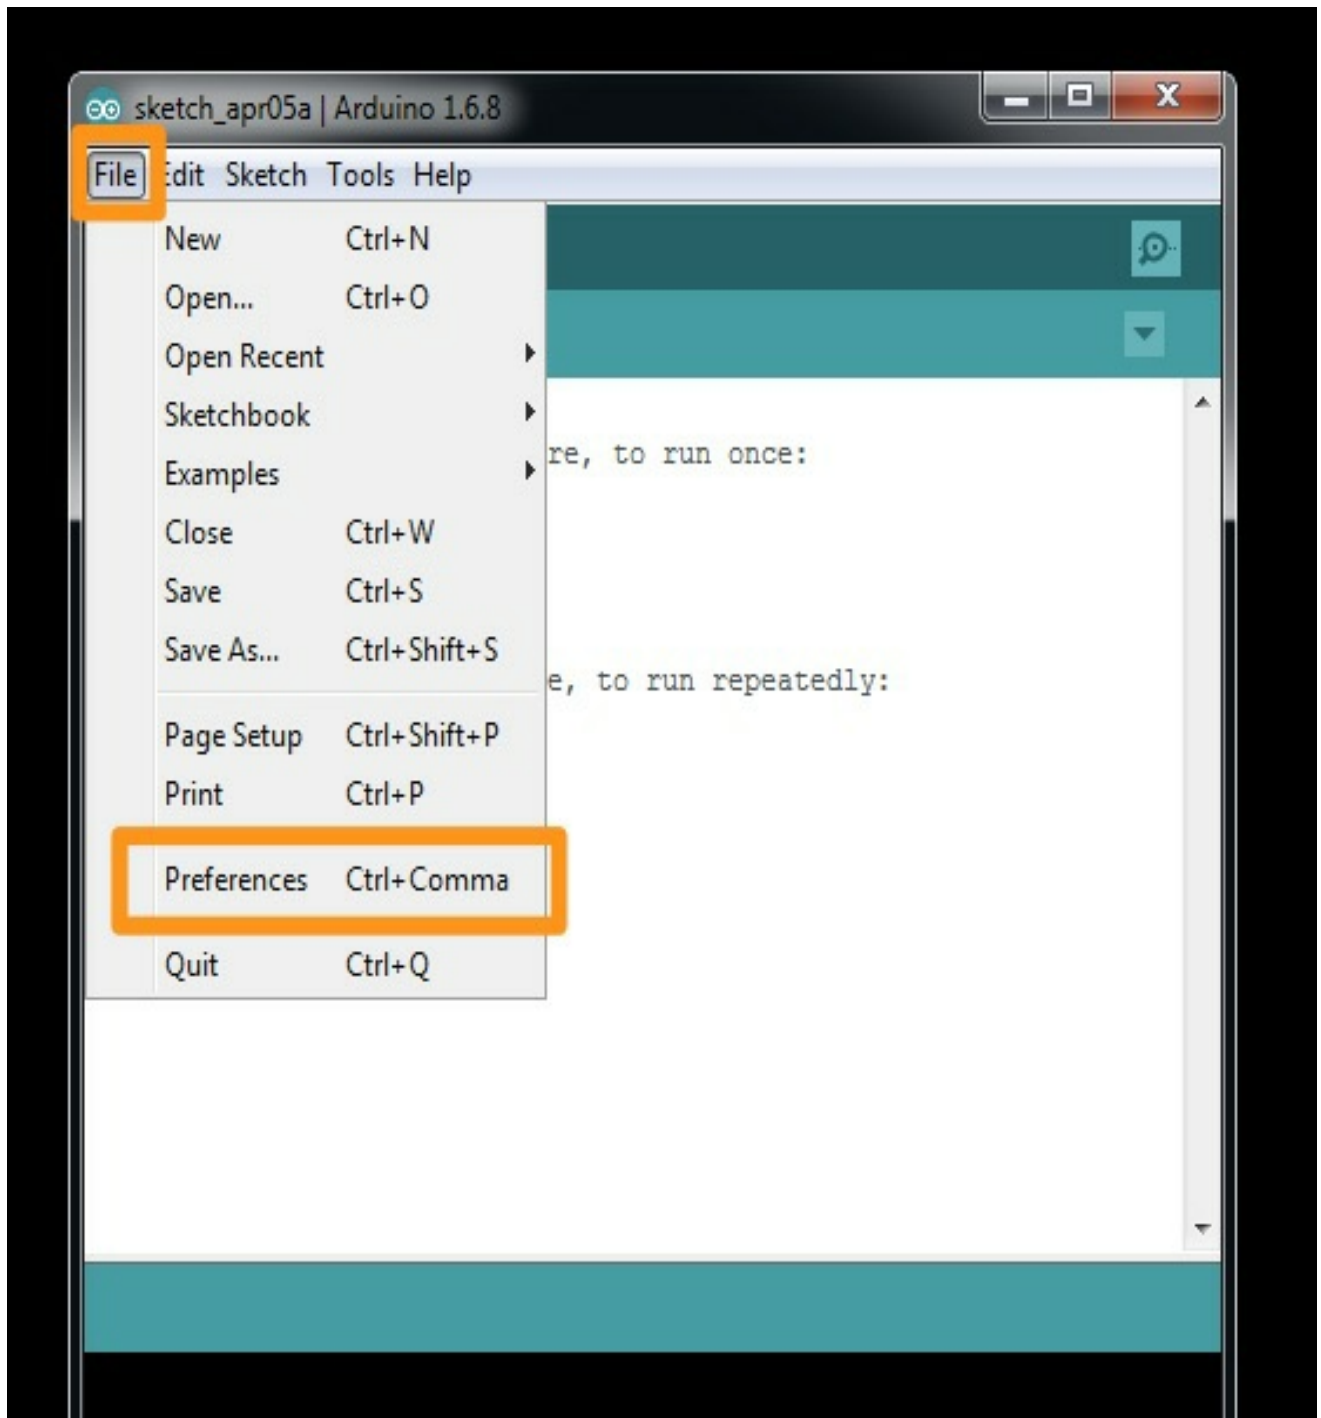 sketch_apr05a | Arduino 1.6.8
File Edit Sketch Tools Help
New Ctrl+N
Open... Ctrl+O
Open Recent
Sketchbook
Examples
re, to run once:
Close Ctrl+W
Save Ctrl+S
Save As... Ctrl+Shift+S
e, to run repeatedly:
Page Setup Ctrl+Shift+P
Print Ctrl+P
Preferences Ctrl+Comma
Quit Ctrl+Q